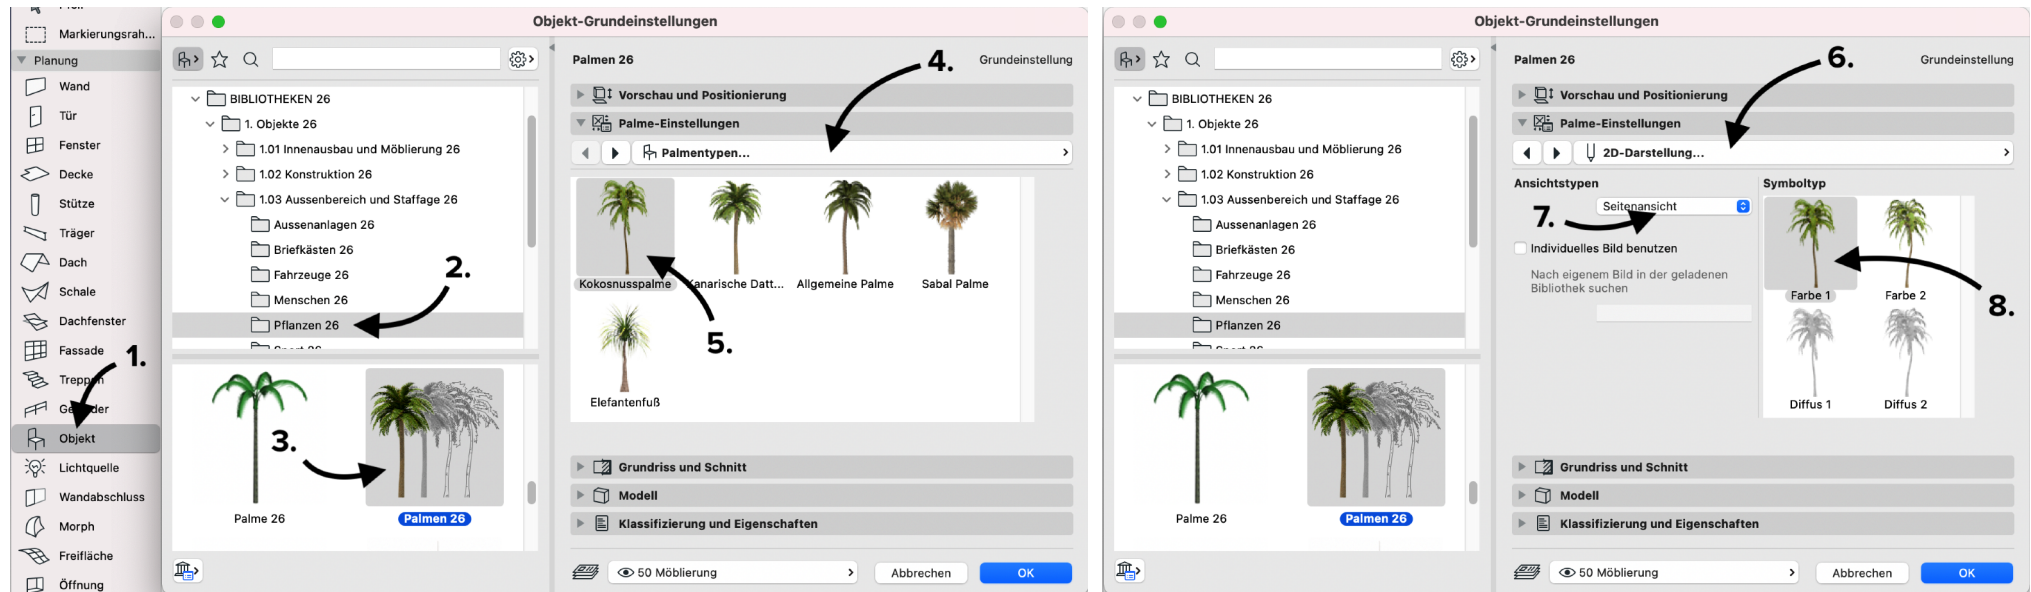 Pfeil
Markierungsrah...
Planung
Wand
Tür
Fenster
Decke
Stütze
Träger
Dach
Schale
Dachfenster
Fassade
1.
Treppen
Objekt
Lichtquelle
Wandabschluss
Morph
Freifläche
Öffnung
Objekt-Grundeinstellungen
BIBLIOTHEKEN 26
1. Objekte 26
1.01 Innenausbau und Möblierung 26
1.02 Konstruktion 26
1.03 Aussenbereich und Staffage 26
Aussenanlagen 26
Briefkästen 26
Fahrzeuge 26
2.
Menschen 26
Pflanzen 26
Sport 26
3.
Palme 26
Palmen 26
Palmen 26
4.
Grundeinstellung
Vorschau und Positionierung
Palme-Einstellungen
Palmentypen...
Kokosnusspalme
Kanarische Datt...
Allgemeine Palme
Sabal Palme
5.
Elefantenfuß
Grundriss und Schnitt
Modell
Klassifizierung und Eigenschaften
50 Möblierung
Abbrechen
OK
Objekt-Grundeinstellungen
BIBLIOTHEKEN 26
1. Objekte 26
1.01 Innenausbau und Möblierung 26
1.02 Konstruktion 26
1.03 Aussenbereich und Staffage 26
Aussenanlagen 26
Briefkästen 26
Fahrzeuge 26
Menschen 26
Pflanzen 26
Sport 26
Palme 26
Palmen 26
Palmen 26
6.
Grundeinstellung
Vorschau und Positionierung
Palme-Einstellungen
2D-Darstellung...
Ansichtstypen
Symboltyp
7.
Seitenansicht
Individuelles Bild benutzen
Nach eigenem Bild in der geladenen
Bibliothek suchen
Farbe 1
Farbe 2
8.
Diffus 1
Diffus 2
Grundriss und Schnitt
Modell
Klassifizierung und Eigenschaften
50 Möblierung
Abbrechen
OK